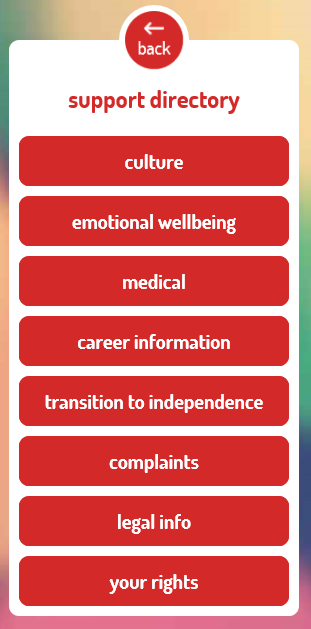 back
support directory
culture
emotional wellbeing
medical
career information
transition to independence
complaints
legal info
your rights